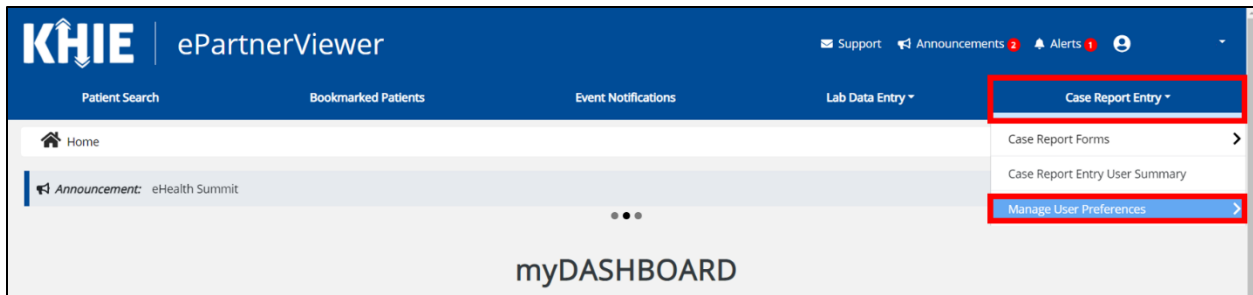 KHIE ePartnerViewer
Support Announcements 2 Alerts 1
Patient Search Bookmarked Patients Event Notifications Lab Data Entry Case Report Entry
Home
Case Report Forms
Case Report Entry User Summary
Announcement: eHealth Summit
Manage User Preferences
myDASHBOARD